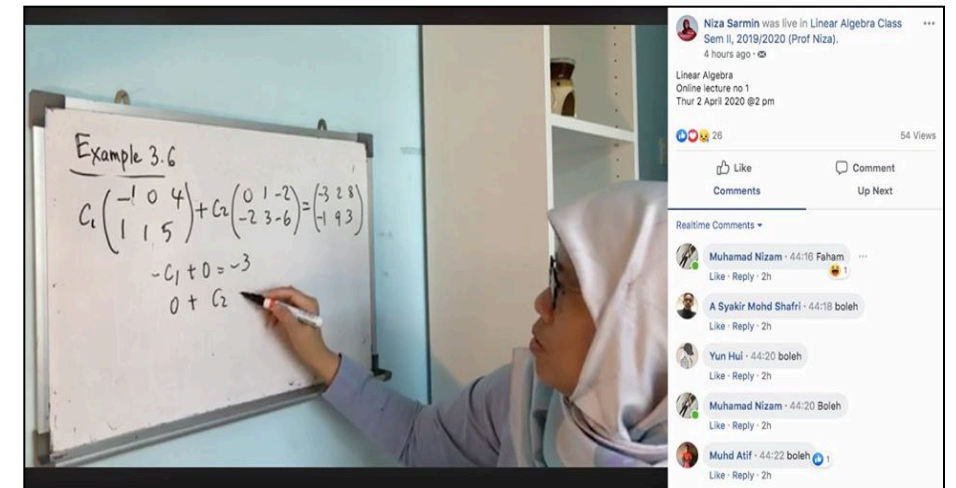 Example 3.6
C₁(-1 0 4) + C₂(0 1 -2) = (-3 2 8)
(1 1 5) (-2 3 -6) (-1 9 3)
-C₁ + 0 = -3
0 + C₂
Niza Sarmin was live in Linear Algebra Class
Sem II, 2019/2020 (Prof Niza).
4 hours ago ·
Linear Algebra
Online lecture no 1
Thur 2 April 2020 @2 pm
26
54 Views
Like
Comment
Comments
Up Next
Realtime Comments
Muhamad Nizam · 44:16 Faham
1
Like · Reply · 2h
A Syakir Mohd Shafri · 44:18 boleh
Like · Reply · 2h
Yun Hui · 44:20 boleh
Like · Reply · 2h
Muhamad Nizam · 44:20 Boleh
Like · Reply · 2h
Muhd Atif · 44:22 boleh
1
Like · Reply · 2h